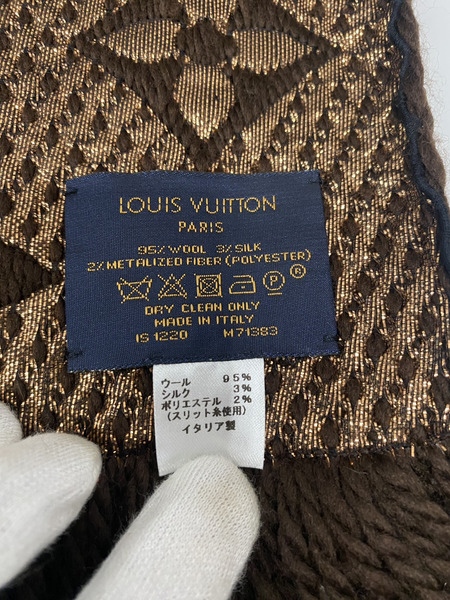 LOUIS VUITTON
PARIS
95% WOOL 3% SILK
2% METALIZED FIBER (POLYESTER)
P ®
DRY CLEAN ONLY
MADE IN ITALY
IS 1220 M71383
ウール 95%
シルク 3%
ポリエステル 2%
(スリット糸使用)
イタリア製